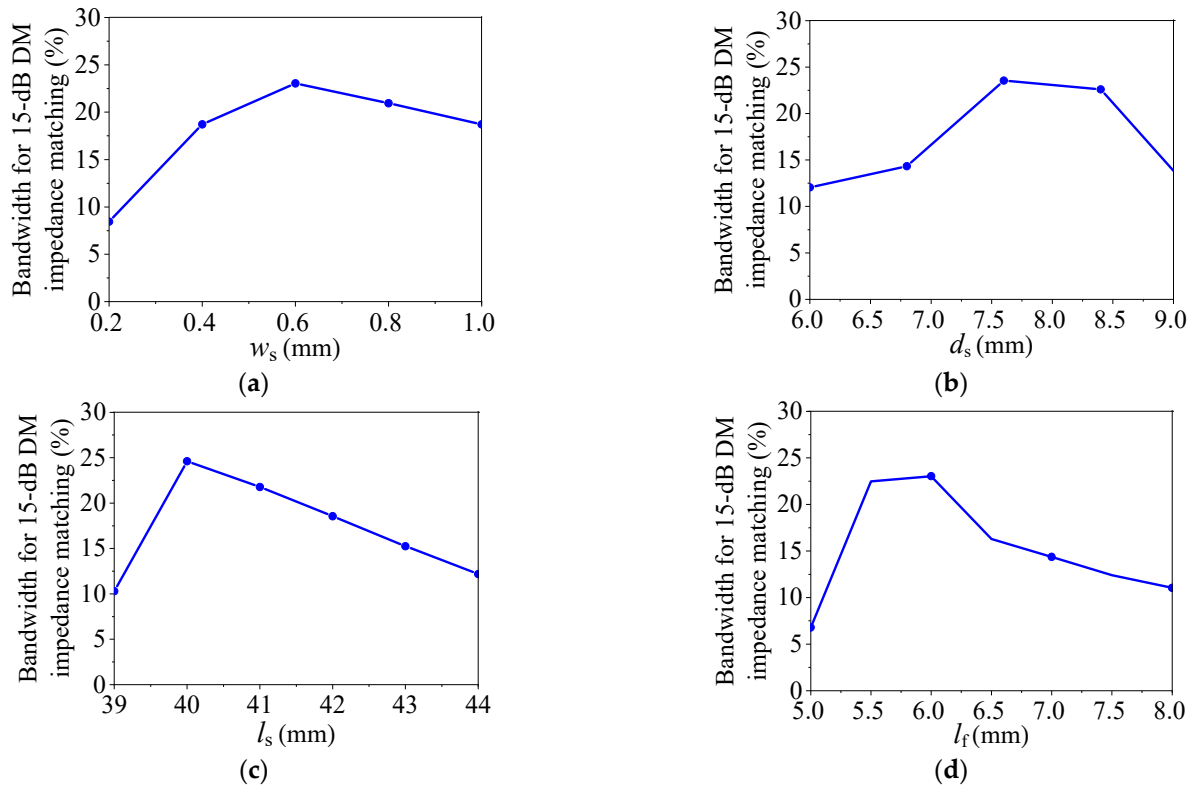 Bandwidth for 15-dB DM
impedance matching (%)
30
25
20
15
10
5
0
0.2 0.4 0.6 0.8 1.0
ws (mm)
(a)
Bandwidth for 15-dB DM
impedance matching (%)
30
25
20
15
10
5
0
6.0 6.5 7.0 7.5 8.0 8.5 9.0
ds (mm)
(b)
Bandwidth for 15-dB DM
impedance matching (%)
30
25
20
15
10
5
0
39 40 41 42 43 44
ls (mm)
(c)
Bandwidth for 15-dB DM
impedance matching (%)
30
25
20
15
10
5
0
5.0 5.5 6.0 6.5 7.0 7.5 8.0
lf (mm)
(d)